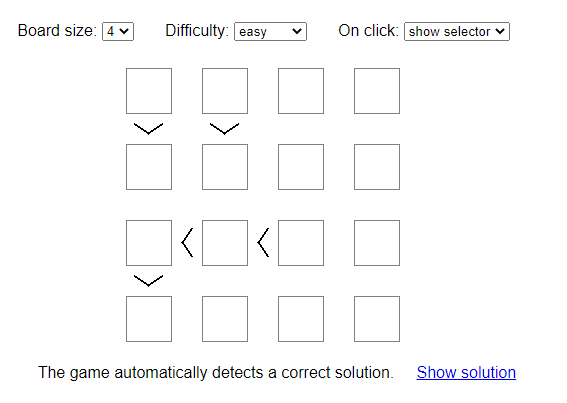 Board size: 4 Difficulty: easy On click: show selector
The game automatically detects a correct solution. Show solution